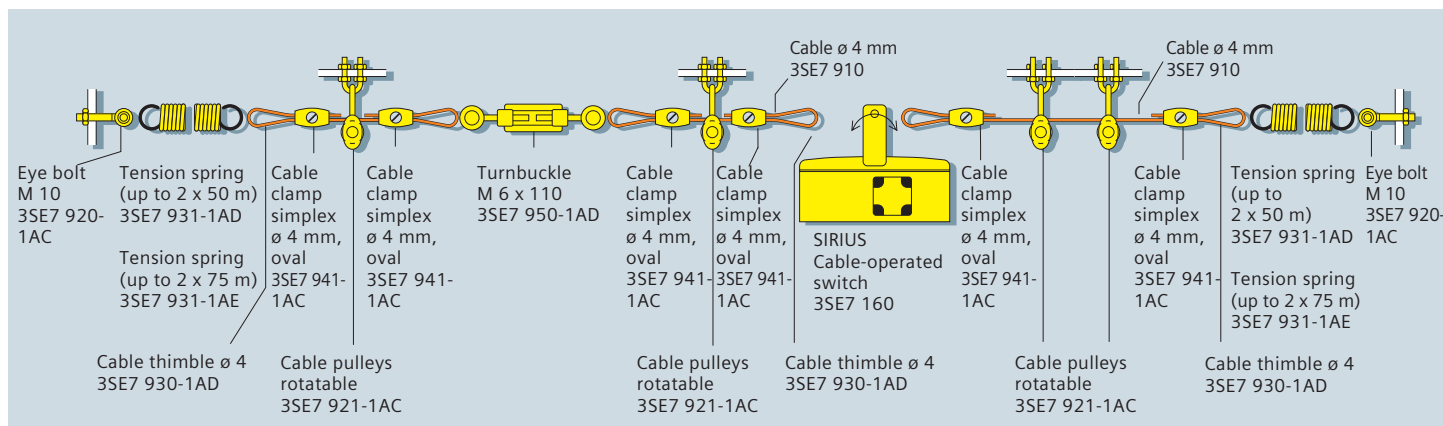 Cable ø 4 mm
3SE7 910
Cable ø 4 mm
3SE7 910
Eye bolt
M 10
3SE7 920-
1AC
Tension spring
(up to 2 x 50 m)
3SE7 931-1AD
Tension spring
(up to 2 x 75 m)
3SE7 931-1AE
Cable
clamp
simplex
ø 4 mm,
oval
3SE7 941-
1AC
Cable
clamp
simplex
ø 4 mm,
oval
3SE7 941-
1AC
Turnbuckle
M 6 x 110
3SE7 950-1AD
Cable
clamp
simplex
ø 4 mm,
oval
3SE7 941-
1AC
Cable
clamp
simplex
ø 4 mm,
oval
3SE7 941-
1AC
SIRIUS
Cable-operated
switch
3SE7 160
Cable
clamp
simplex
ø 4 mm,
oval
3SE7 941-
1AC
Cable
clamp
simplex
ø 4 mm,
oval
3SE7 941-
1AC
Tension spring
(up to
2 x 50 m)
3SE7 931-1AD
Tension spring
(up to 2 x 75 m)
3SE7 931-1AE
Eye bolt
M 10
3SE7 920-
1AC
Cable thimble ø 4
3SE7 930-1AD
Cable pulleys
rotatable
3SE7 921-1AC
Cable pulleys
rotatable
3SE7 921-1AC
Cable thimble ø 4
3SE7 930-1AD
Cable pulleys
rotatable
3SE7 921-1AC
Cable thimble ø 4
3SE7 930-1AD